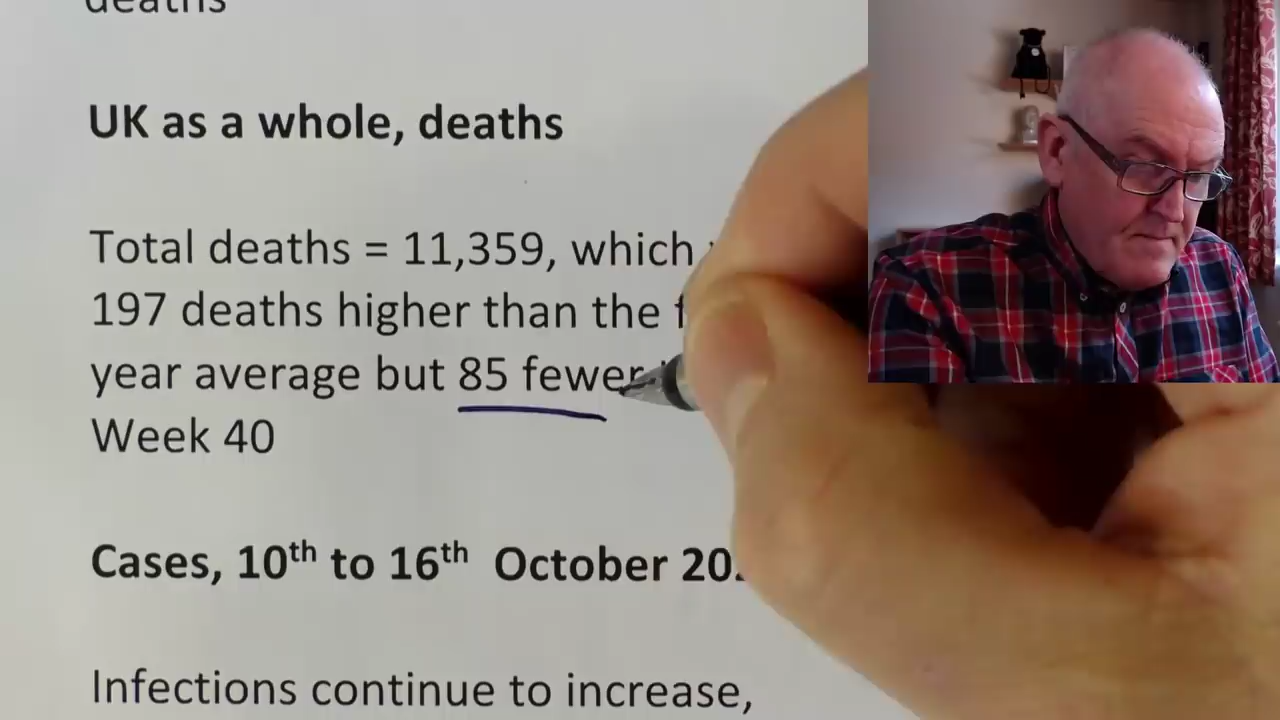 deaths
UK as a whole, deaths
Total deaths = 11,359, which
197 deaths higher than the
year average but 85 fewer
Week 40
Cases, 10th to 16th October
Infections continue to increase,